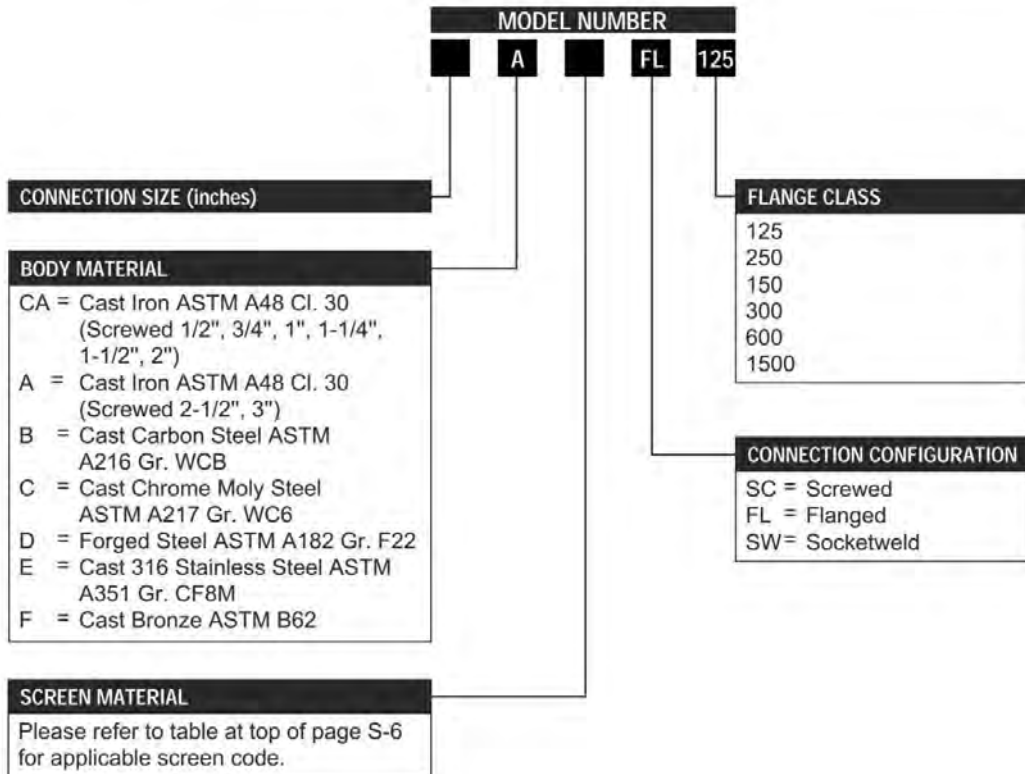 MODEL NUMBER
A FL 125
CONNECTION SIZE (inches)
BODY MATERIAL
CA = Cast Iron ASTM A48 Cl. 30
(Screwed 1/2", 3/4", 1", 1-1/4",
1-1/2", 2")
A = Cast Iron ASTM A48 Cl. 30
(Screwed 2-1/2", 3")
B = Cast Carbon Steel ASTM
A216 Gr. WCB
C = Cast Chrome Moly Steel
ASTM A217 Gr. WC6
D = Forged Steel ASTM A182 Gr. F22
E = Cast 316 Stainless Steel ASTM
A351 Gr. CF8M
F = Cast Bronze ASTM B62
SCREEN MATERIAL
Please refer to table at top of page S-6
for applicable screen code.
FLANGE CLASS
125
250
150
300
600
1500
CONNECTION CONFIGURATION
SC = Screwed
FL = Flanged
SW = Socketweld